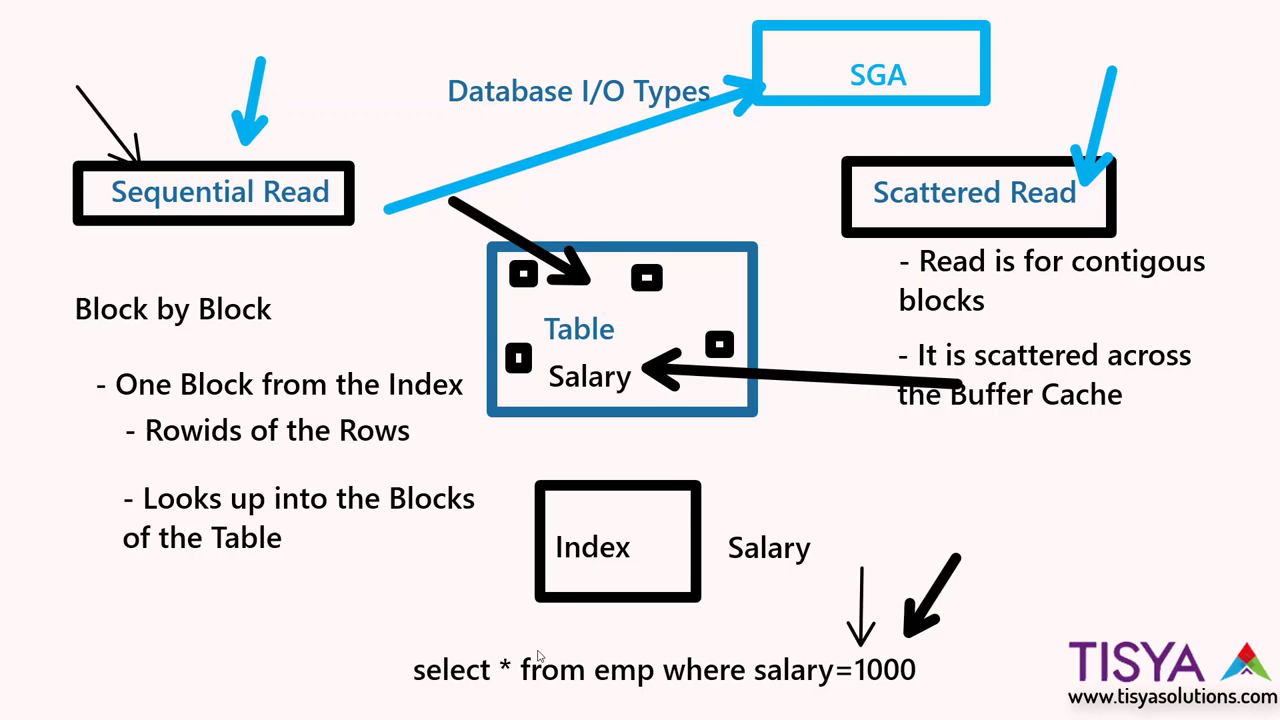 SGA
Database I/O Types
Sequential Read
Scattered Read
- Read is for contigous
blocks
Block by Block
Table
- It is scattered across
the Buffer Cache
Salary
- One Block from the Index
- Rowids of the Rows
- Looks up into the Blocks
of the Table
Index
Salary
select * from emp where salary=1000
TISYA
www.tisyasolutions.com